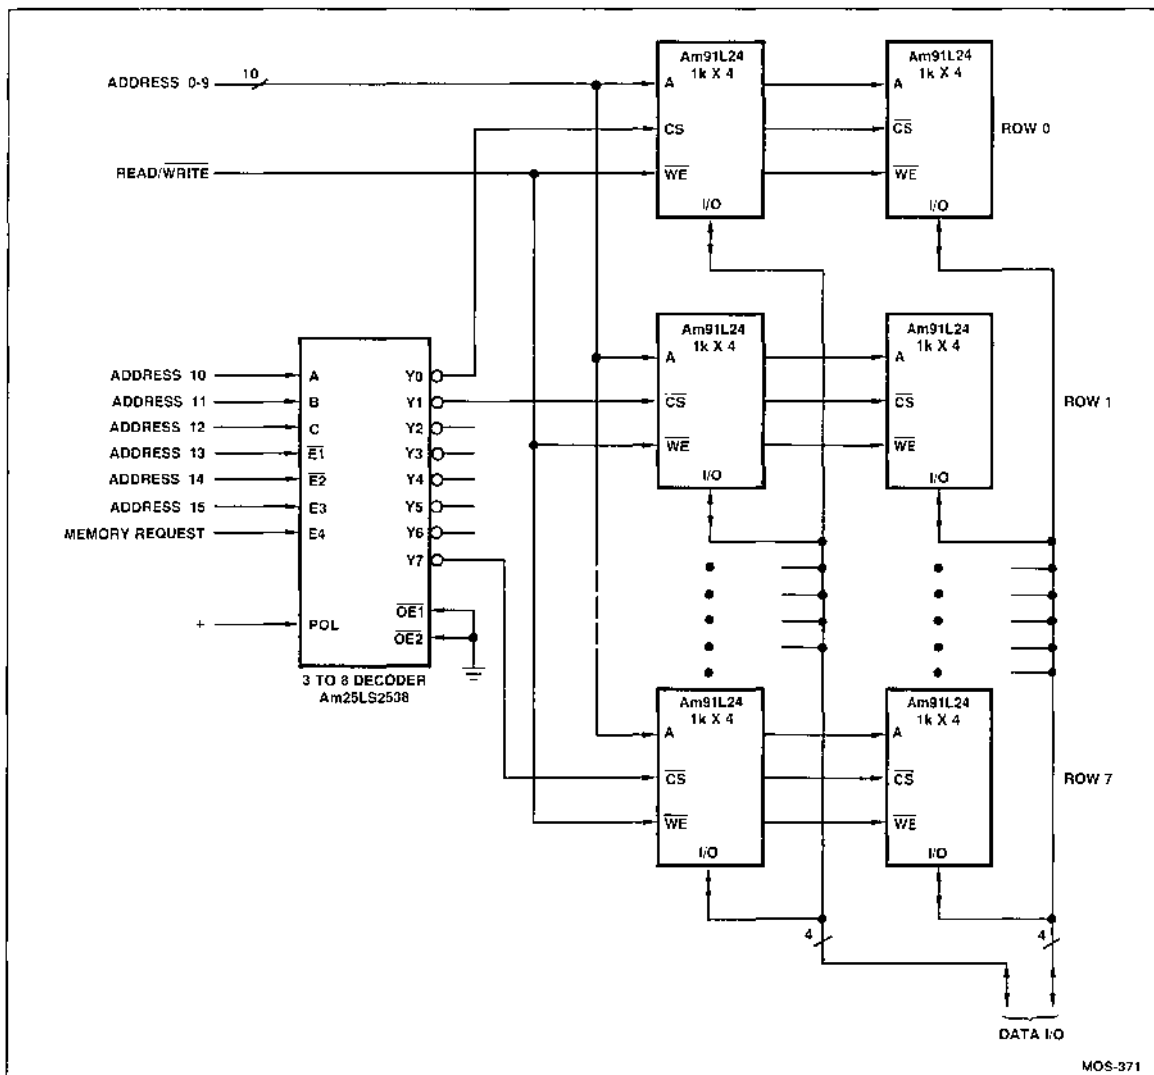 ADDRESS 0-9
10
READ/WRITE
Am91L24
1k X 4
A
CS
WE
I/O
Am91L24
1k X 4
A
CS
WE
I/O
ROW 0
Am91L24
1k X 4
A
CS
WE
I/O
Am91L24
1k X 4
A
CS
WE
I/O
ROW 1
ADDRESS 10
ADDRESS 11
ADDRESS 12
ADDRESS 13
ADDRESS 14
ADDRESS 15
MEMORY REQUEST
+
A
B
C
E1
E2
E3
E4
POL
Y0
Y1
Y2
Y3
Y4
Y5
Y6
Y7
OE1
OE2
3 TO 8 DECODER
Am25LS2538
Am91L24
1k X 4
A
CS
WE
I/O
Am91L24
1k X 4
A
CS
WE
I/O
ROW 7
4
4
DATA I/O
MOS-371